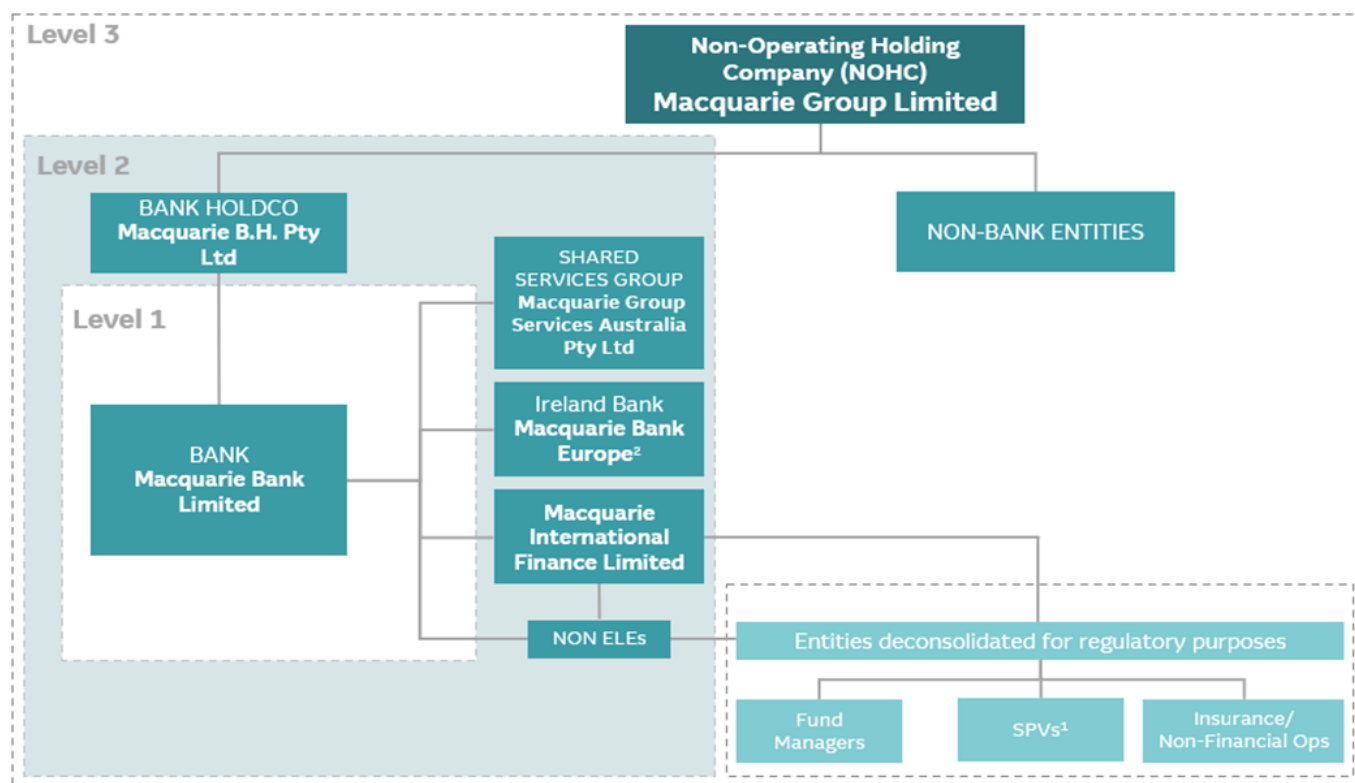 Level 3
Non-Operating Holding
Company (NOHC)
Macquarie Group Limited
Level 2
BANK HOLDCO
Macquarie B.H. Pty
Ltd
NON-BANK ENTITIES
SHARED
SERVICES GROUP
Macquarie Group
Services Australia
Pty Ltd
Level 1
Ireland Bank
Macquarie Bank
Europe²
BANK
Macquarie Bank
Limited
Macquarie
International
Finance Limited
NON ELEs
Entities deconsolidated for regulatory purposes
Fund
Managers
SPVs¹
Insurance/
Non-Financial Ops